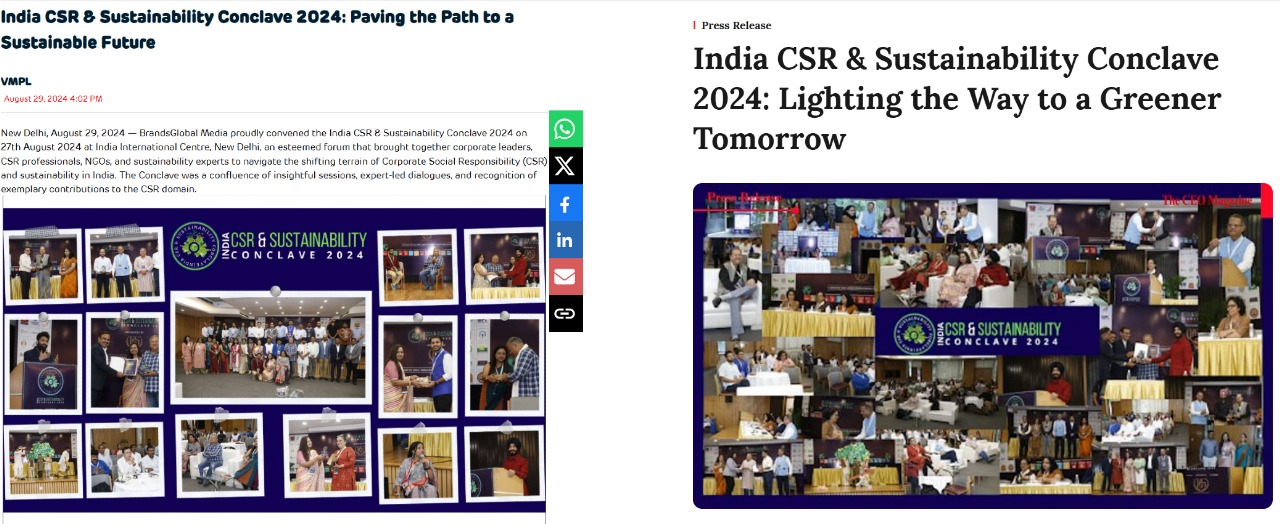 India CSR & Sustainability Conclave 2024: Paving the Path to a
Sustainable Future
VMPL
August 29, 2024 4:02 PM
New Delhi, August 29, 2024 — BrandsGlobal Media proudly convened the India CSR & Sustainability Conclave 2024 on
27th August 2024 at India International Centre, New Delhi, an esteemed forum that brought together corporate leaders,
CSR professionals, NGOs, and sustainability experts to navigate the shifting terrain of Corporate Social Responsibility (CSR)
and sustainability in India. The Conclave was a confluence of insightful sessions, expert-led dialogues, and recognition of
exemplary contributions to the CSR domain.
INDIA
CSR & SUSTAINABILITY
CONCLAVE 2024
Press Release
India CSR & Sustainability Conclave
2024: Lighting the Way to a Greener
Tomorrow
Press Release
The CEO Magazine
INDIA
CSR & SUSTAINABILITY
CONCLAVE 2024